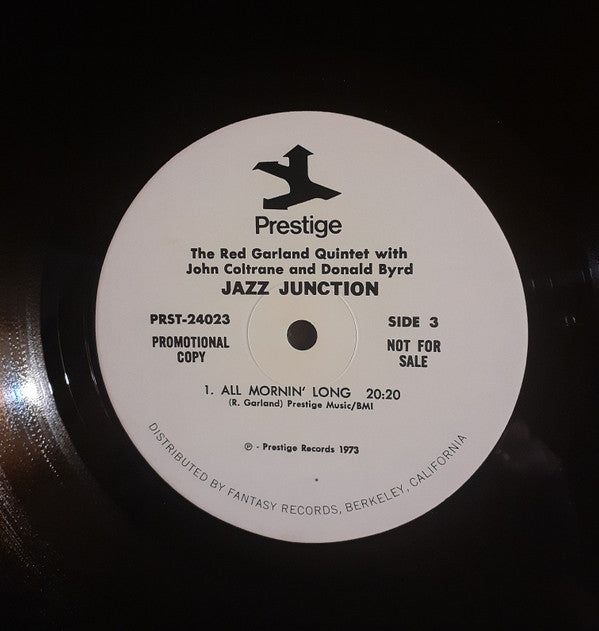 Prestige
The Red Garland Quintet with
John Coltrane and Donald Byrd
JAZZ JUNCTION
PRST-24023
SIDE 3
PROMOTIONAL
COPY
NOT FOR
SALE
1. ALL MORNIN' LONG 20:20
(R. Garland) Prestige Music/BMI
℗ - Prestige Records 1973
DISTRIBUTED BY FANTASY RECORDS, BERKELEY, CALIFORNIA